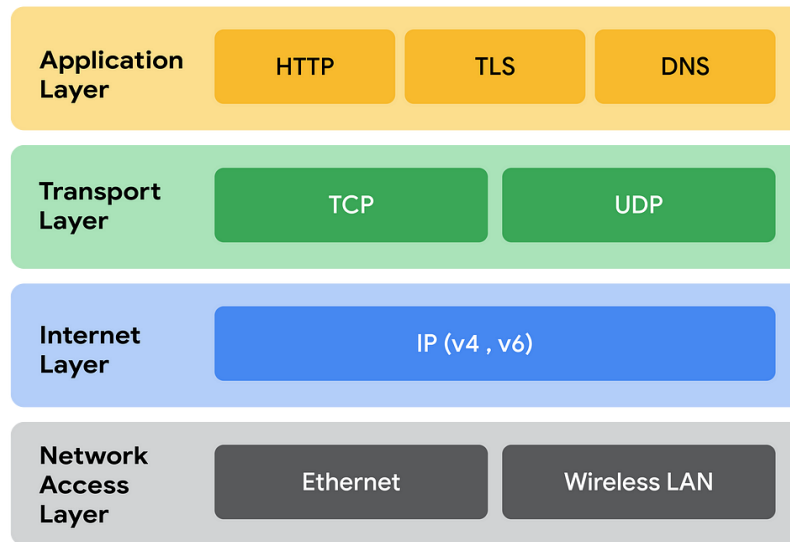 Application
Layer
HTTP
TLS
DNS
Transport
Layer
TCP
UDP
Internet
Layer
IP (v4 , v6)
Network
Access
Layer
Ethernet
Wireless LAN